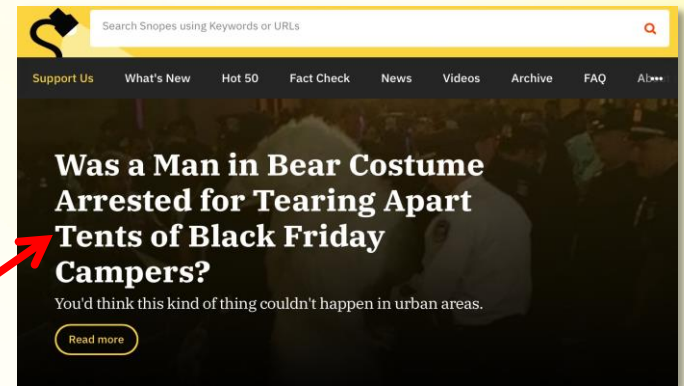 Search Snopes using Keywords or URLs
Support Us What's New Hot 50 Fact Check News Videos Archive FAQ
Was a Man in Bear Costume
Arrested for Tearing Apart
Tents of Black Friday
Campers?
You'd think this kind of thing couldn't happen in urban areas.
Read more